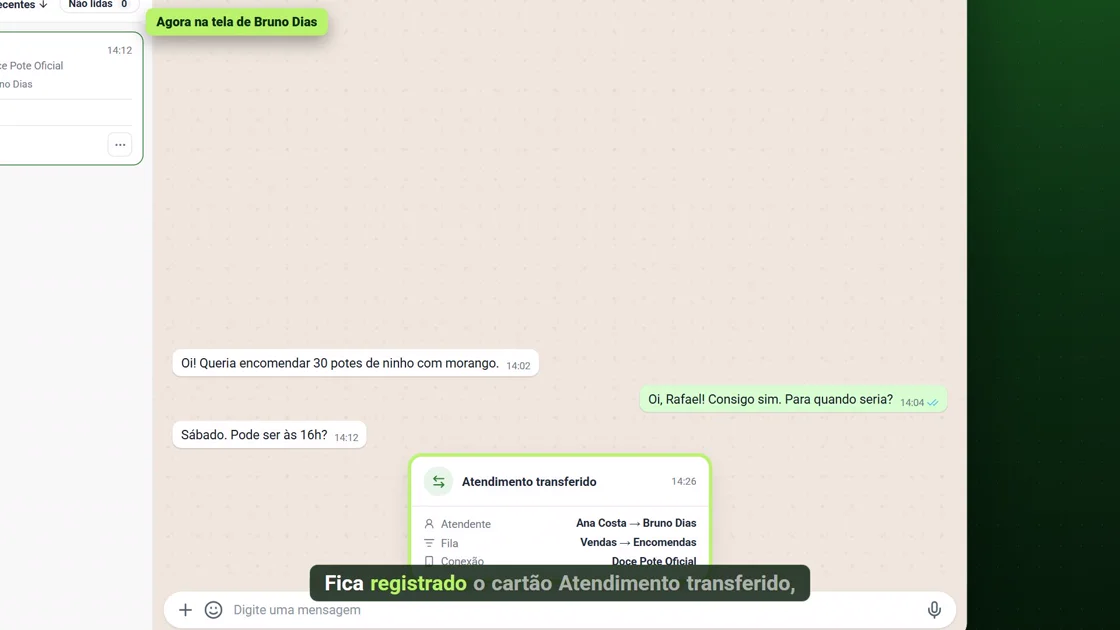 ecentes ↓ Não lidas 0
Agora na tela de Bruno Dias
14:12
ce Pote Oficial
no Dias
Oi! Queria encomendar 30 potes de ninho com morango. 14:02
Oi, Rafael! Consigo sim. Para quando seria? 14:04
Sábado. Pode ser às 16h? 14:12
Atendimento transferido 14:26
Atendente Ana Costa → Bruno Dias
Fila Vendas → Encomendas
Conexão Doce Pote Oficial
Fica registrado o cartão Atendimento transferido,
Digite uma mensagem